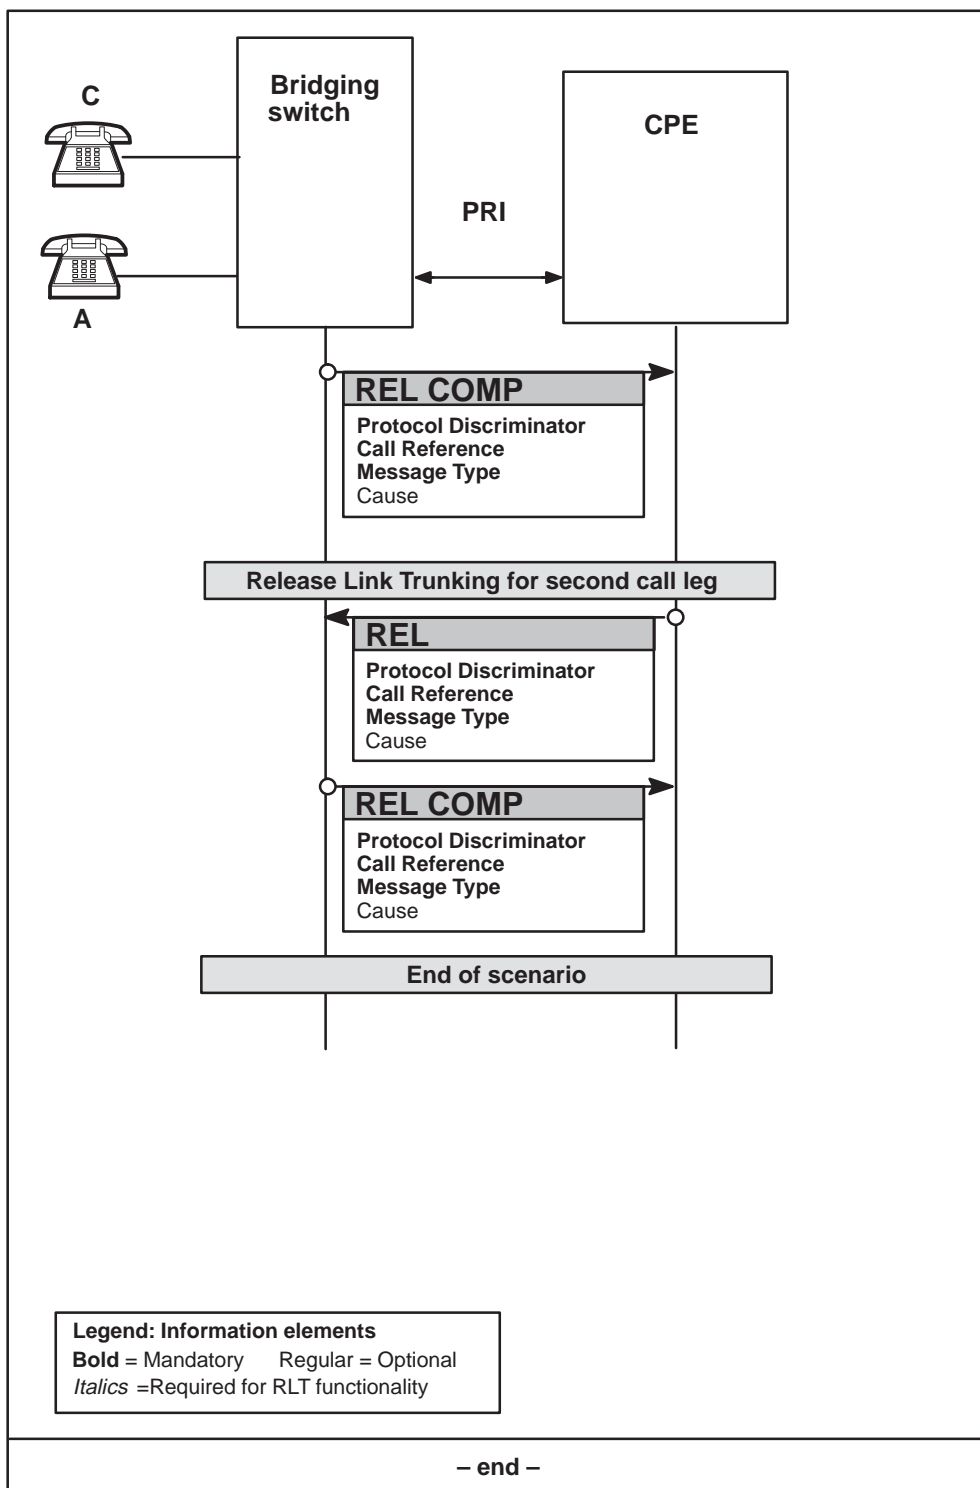 Bridging
switch
C
CPE
PRI
A
REL COMP
Protocol Discriminator
Call Reference
Message Type
Cause
Release Link Trunking for second call leg
REL
Protocol Discriminator
Call Reference
Message Type
Cause
REL COMP
Protocol Discriminator
Call Reference
Message Type
Cause
End of scenario
Legend: Information elements
Bold = Mandatory Regular = Optional
Italics =Required for RLT functionality
– end –